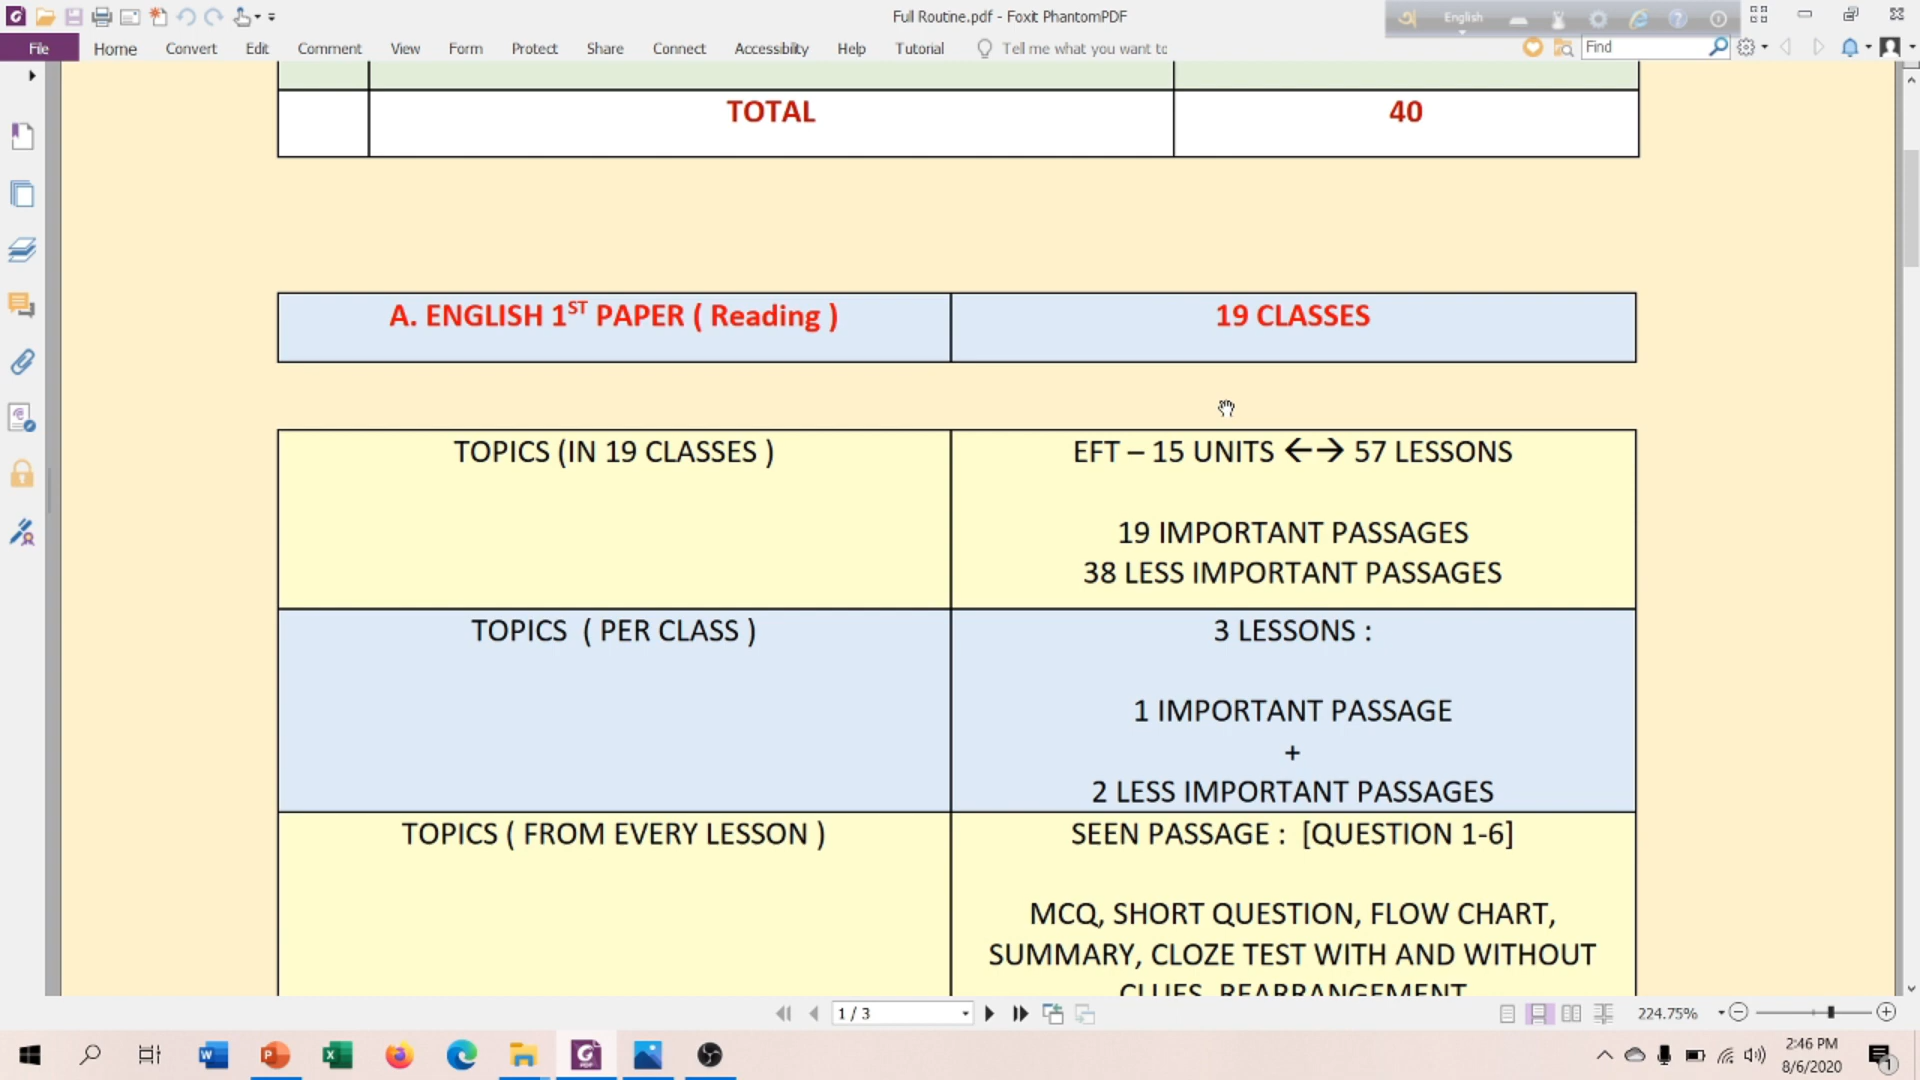 Full Routine.pdf - Foxit PhantomPDF
English
File Home Convert Edit Comment View Form Protect Share Connect Accessibility Help Tutorial Tell me what you want to Find
TOTAL 40
A. ENGLISH 1ST PAPER ( Reading ) 19 CLASSES
TOPICS (IN 19 CLASSES ) EFT – 15 UNITS ←→ 57 LESSONS
19 IMPORTANT PASSAGES
38 LESS IMPORTANT PASSAGES
TOPICS ( PER CLASS ) 3 LESSONS :
1 IMPORTANT PASSAGE
+
2 LESS IMPORTANT PASSAGES
TOPICS ( FROM EVERY LESSON ) SEEN PASSAGE : [QUESTION 1-6]
MCQ, SHORT QUESTION, FLOW CHART,
SUMMARY, CLOZE TEST WITH AND WITHOUT
CLUES, REARRANGEMENT
1 / 3 224.75%
2:46 PM
8/6/2020